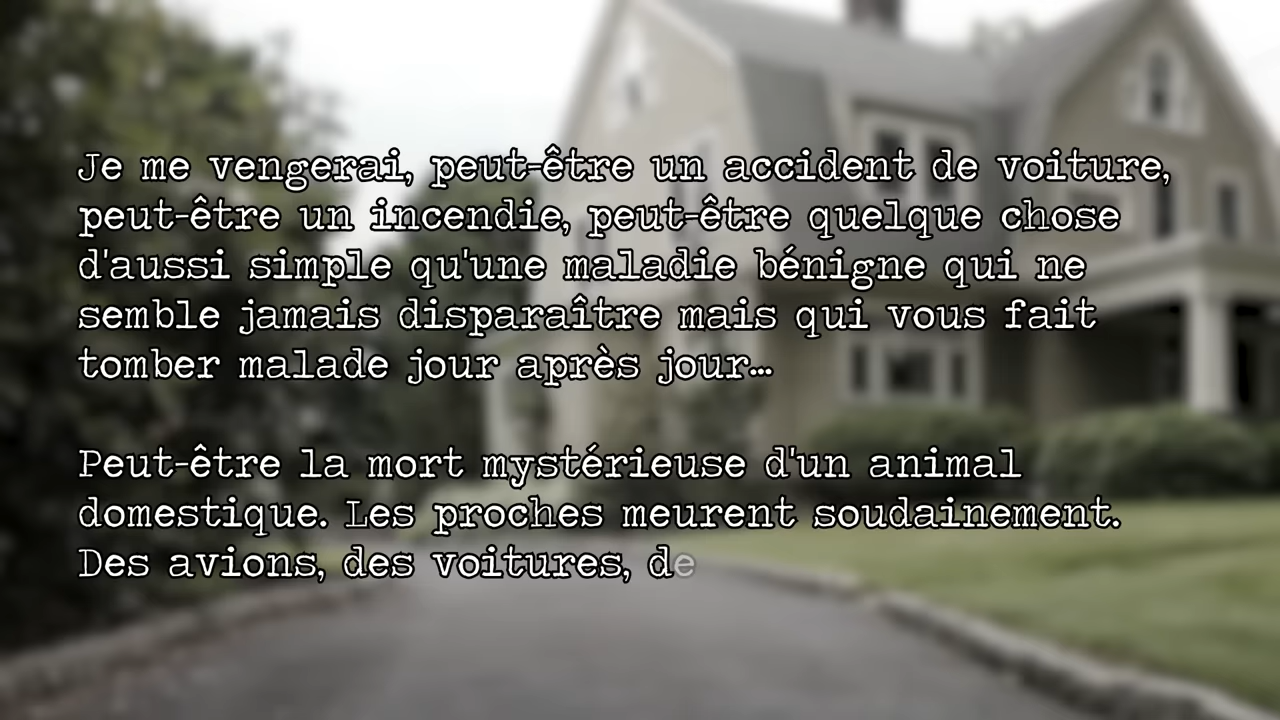 Je me vengerai, peut-être un accident de voiture,
peut-être un incendie, peut-être quelque chose
d'aussi simple qu'une maladie bénigne qui ne
semble jamais disparaître mais qui vous fait
tomber malade jour après jour...
Peut-être la mort mystérieuse d'un animal
domestique. Les proches meurent soudainement.
Des avions, des voitures, de